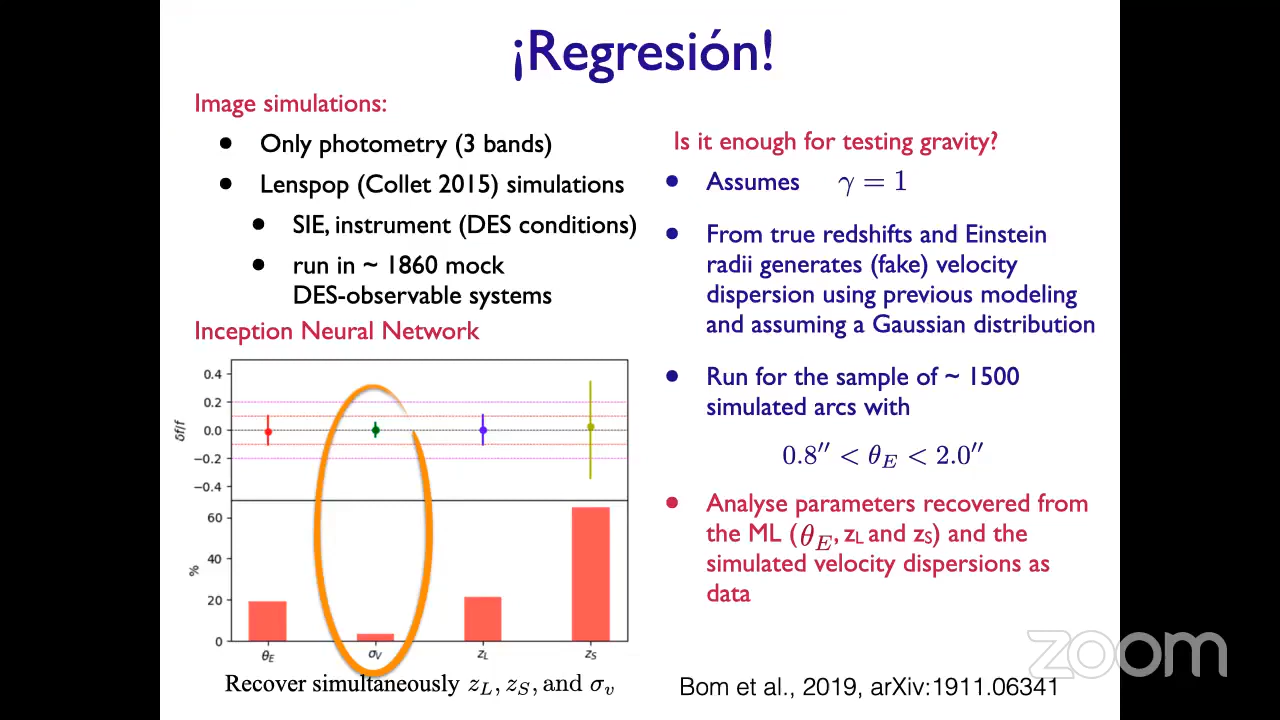 ¡Regresión!
Image simulations:
● Only photometry (3 bands)
● Lenspop (Collet 2015) simulations
● SIE, instrument (DES conditions)
● run in ~ 1860 mock
DES-observable systems
Inception Neural Network
0.4
0.2
0.0
−0.2
−0.4
δf/f
60
40
20
0
%
θ_E
σ_V
z_L
z_S
Recover simultaneously z_L, z_S, and σ_v
Is it enough for testing gravity?
● Assumes γ = 1
● From true redshifts and Einstein
radii generates (fake) velocity
dispersion using previous modeling
and assuming a Gaussian distribution
● Run for the sample of ~ 1500
simulated arcs with
0.8″ < θ_E < 2.0″
● Analyse parameters recovered from
the ML (θ_E, z_L and z_S) and the
simulated velocity dispersions as
data
Bom et al., 2019, arXiv:1911.06341
zoom